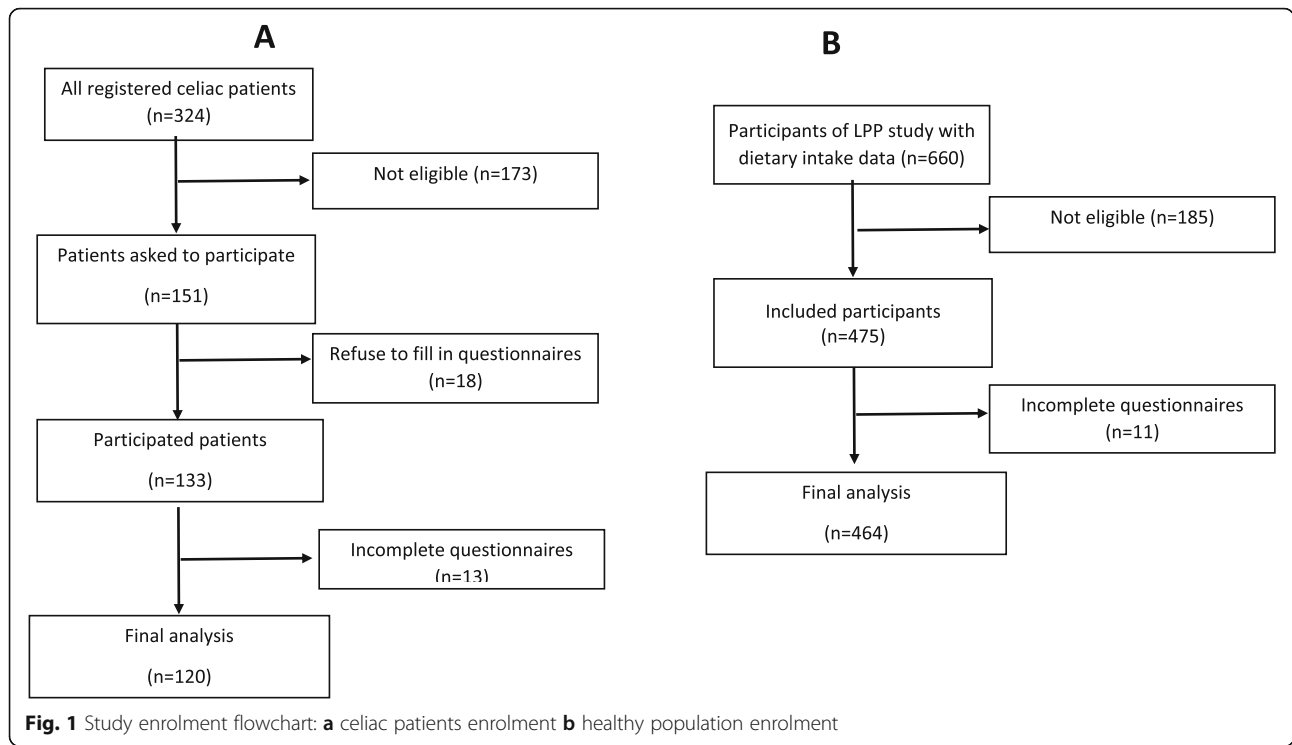 A
All registered celiac patients
(n=324)
Not eligible (n=173)
Patients asked to participate
(n=151)
Refuse to fill in questionnaires
(n=18)
Participated patients
(n=133)
Incomplete questionnaires
(n=13)
Final analysis
(n=120)
B
Participants of LPP study with
dietary intake data (n=660)
Not eligible (n=185)
Included participants
(n=475)
Incomplete questionnaires
(n=11)
Final analysis
(n=464)
Fig. 1 Study enrolment flowchart: a celiac patients enrolment b healthy population enrolment